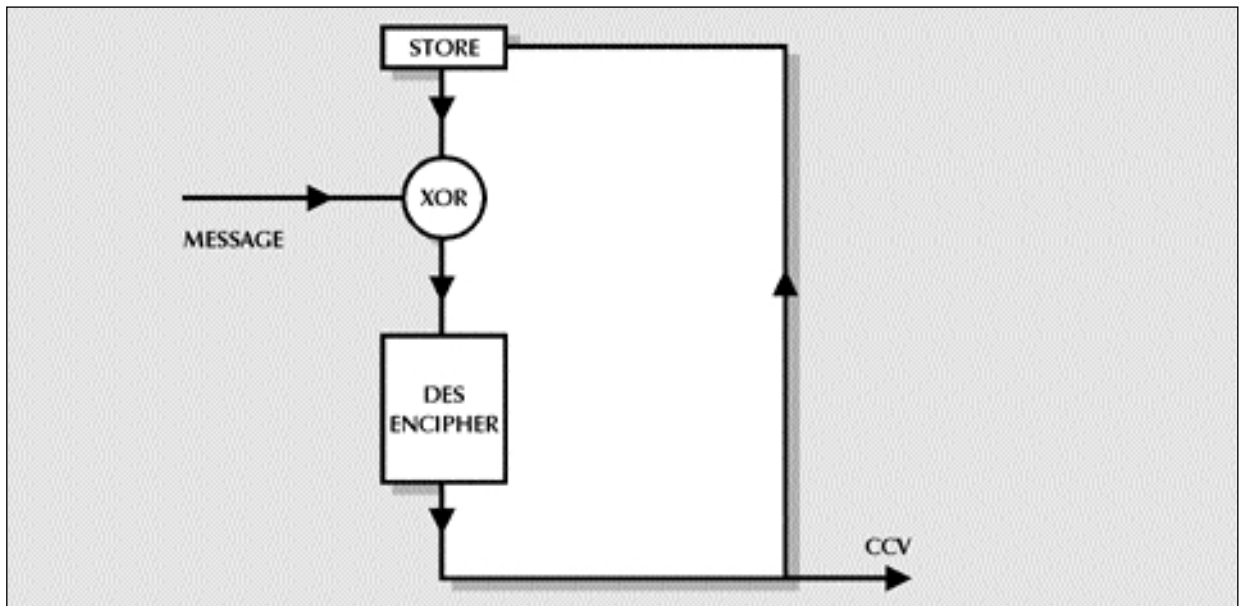 STORE
XOR
MESSAGE
DES
ENCIPHER
CCV